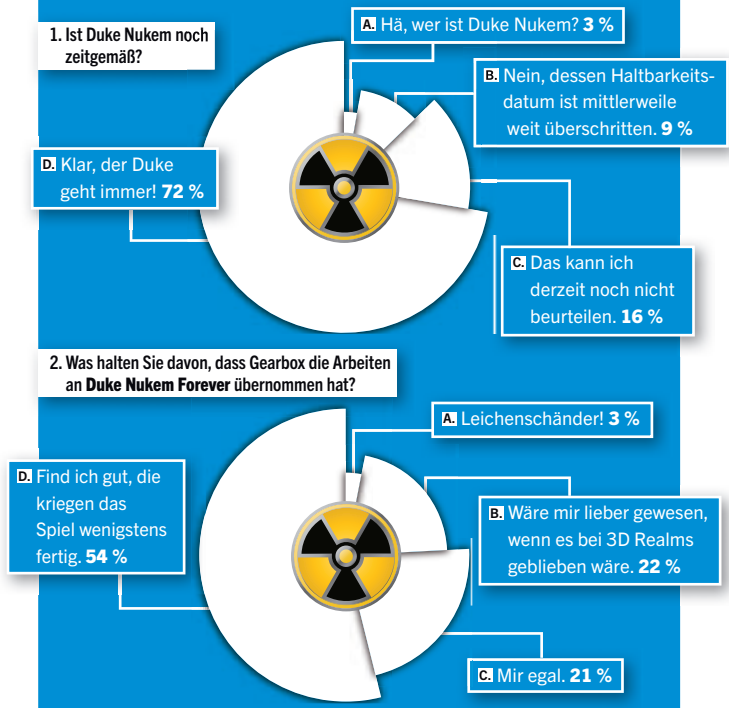 1. Ist Duke Nukem noch
zeitgemäß?
A. Hä, wer ist Duke Nukem? 3 %
B. Nein, dessen Haltbarkeits-
datum ist mittlerweile
weit überschritten. 9 %
C. Das kann ich
derzeit noch nicht
beurteilen. 16 %
D. Klar, der Duke
geht immer! 72 %
2. Was halten Sie davon, dass Gearbox die Arbeiten
an Duke Nukem Forever übernommen hat?
A. Leichenschänder! 3 %
B. Wäre mir lieber gewesen,
wenn es bei 3D Realms
geblieben wäre. 22 %
C. Mir egal. 21 %
D. Find ich gut, die
kriegen das
Spiel wenigstens
fertig. 54 %